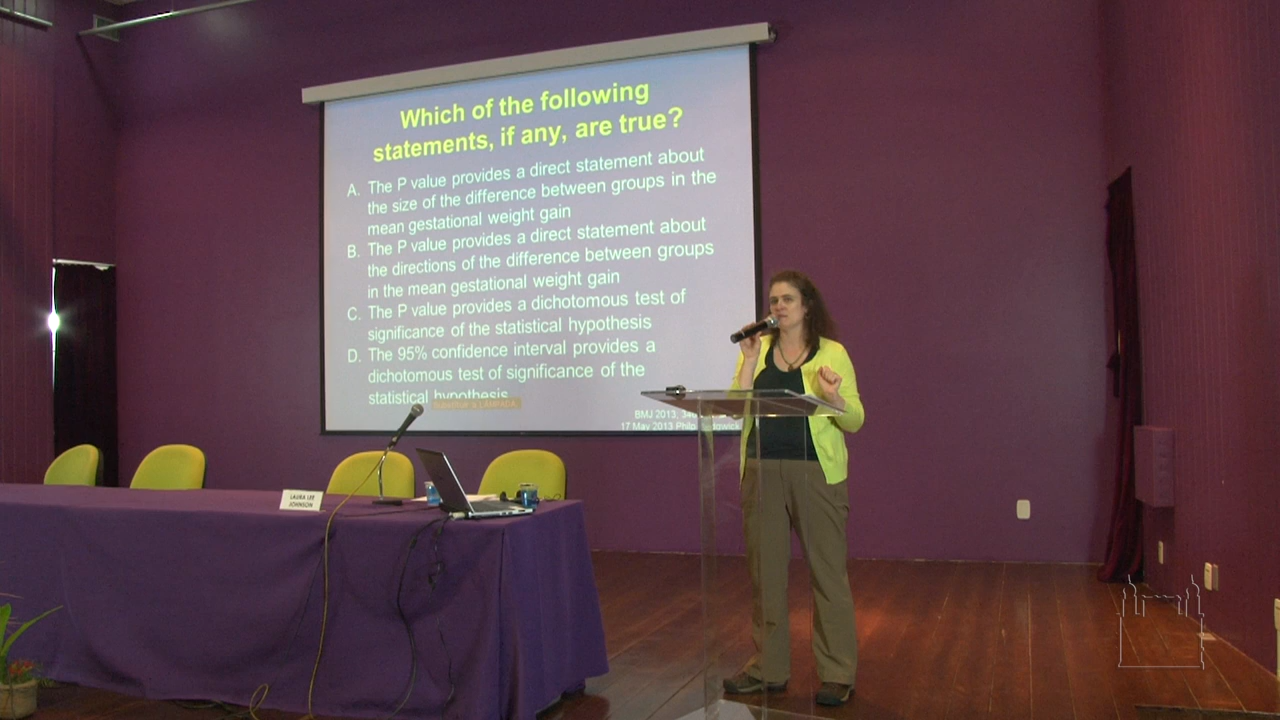 Which of the following
statements, if any, are true?
A. The P value provides a direct statement about
the size of the difference between groups in the
mean gestational weight gain
B. The P value provides a direct statement about
the directions of the difference between groups
in the mean gestational weight gain
C. The P value provides a dichotomous test of
significance of the statistical hypothesis
D. The 95% confidence interval provides a
dichotomous test of significance of the
statistical hypothesis
BMJ 2013;
17 May 2013
LAURA LEE
JOHNSON